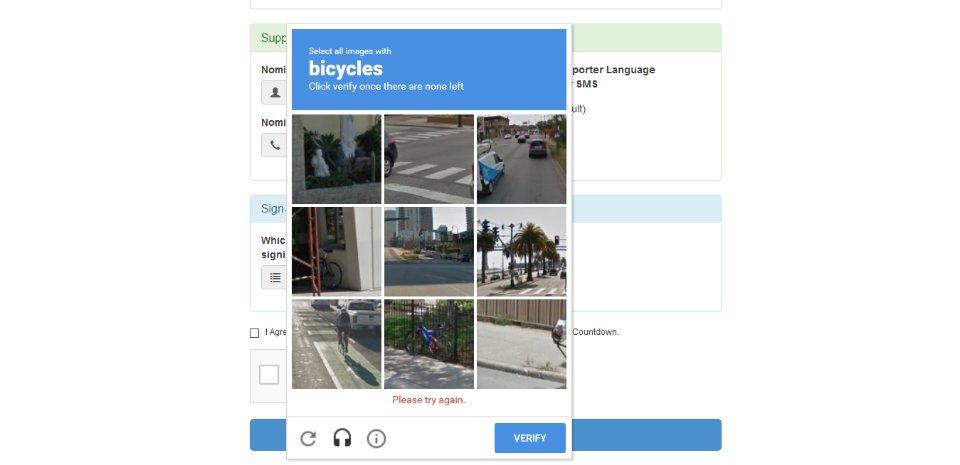 Supp
Nomi
porter Language
SMS
ult)
Nomi
Sign
Whic
signi
I Agre
Countdown.
Select all images with
bicycles
Click verify once there are none left
Please try again.
VERIFY